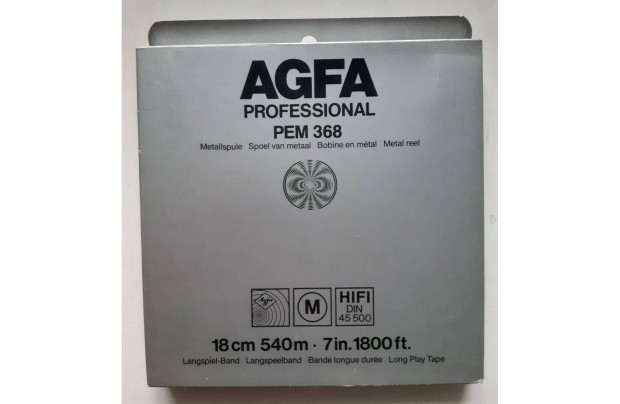 AGFA
PROFESSIONAL
PEM 368
Metallspule Spoel van metaal Bobine en métal Metal reel
M
HIFI
DIN
45 500
18 cm 540 m · 7 in. 1800 ft.
Langspiel-Band Langspeelband Bande longue durée Long Play Tape